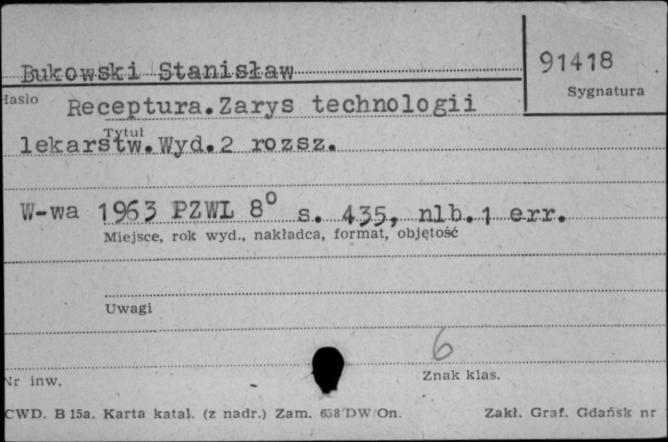 Bukowski Stanisław
91418
Hasło
Sygnatura
Receptura.Zarys technologii
Tytuł
lekarstw.Wyd.2 rozsz.
W-wa 1963 PZWL 8° s. 435, nlb.1 err.
Miejsce, rok wyd., nakładca, format, objętość
Uwagi
6
Nr inw.
Znak klas.
CWD. B 15a. Karta katal. (z nadr.) Zam. 658 DW/On. Zakł. Graf. Gdańsk nr